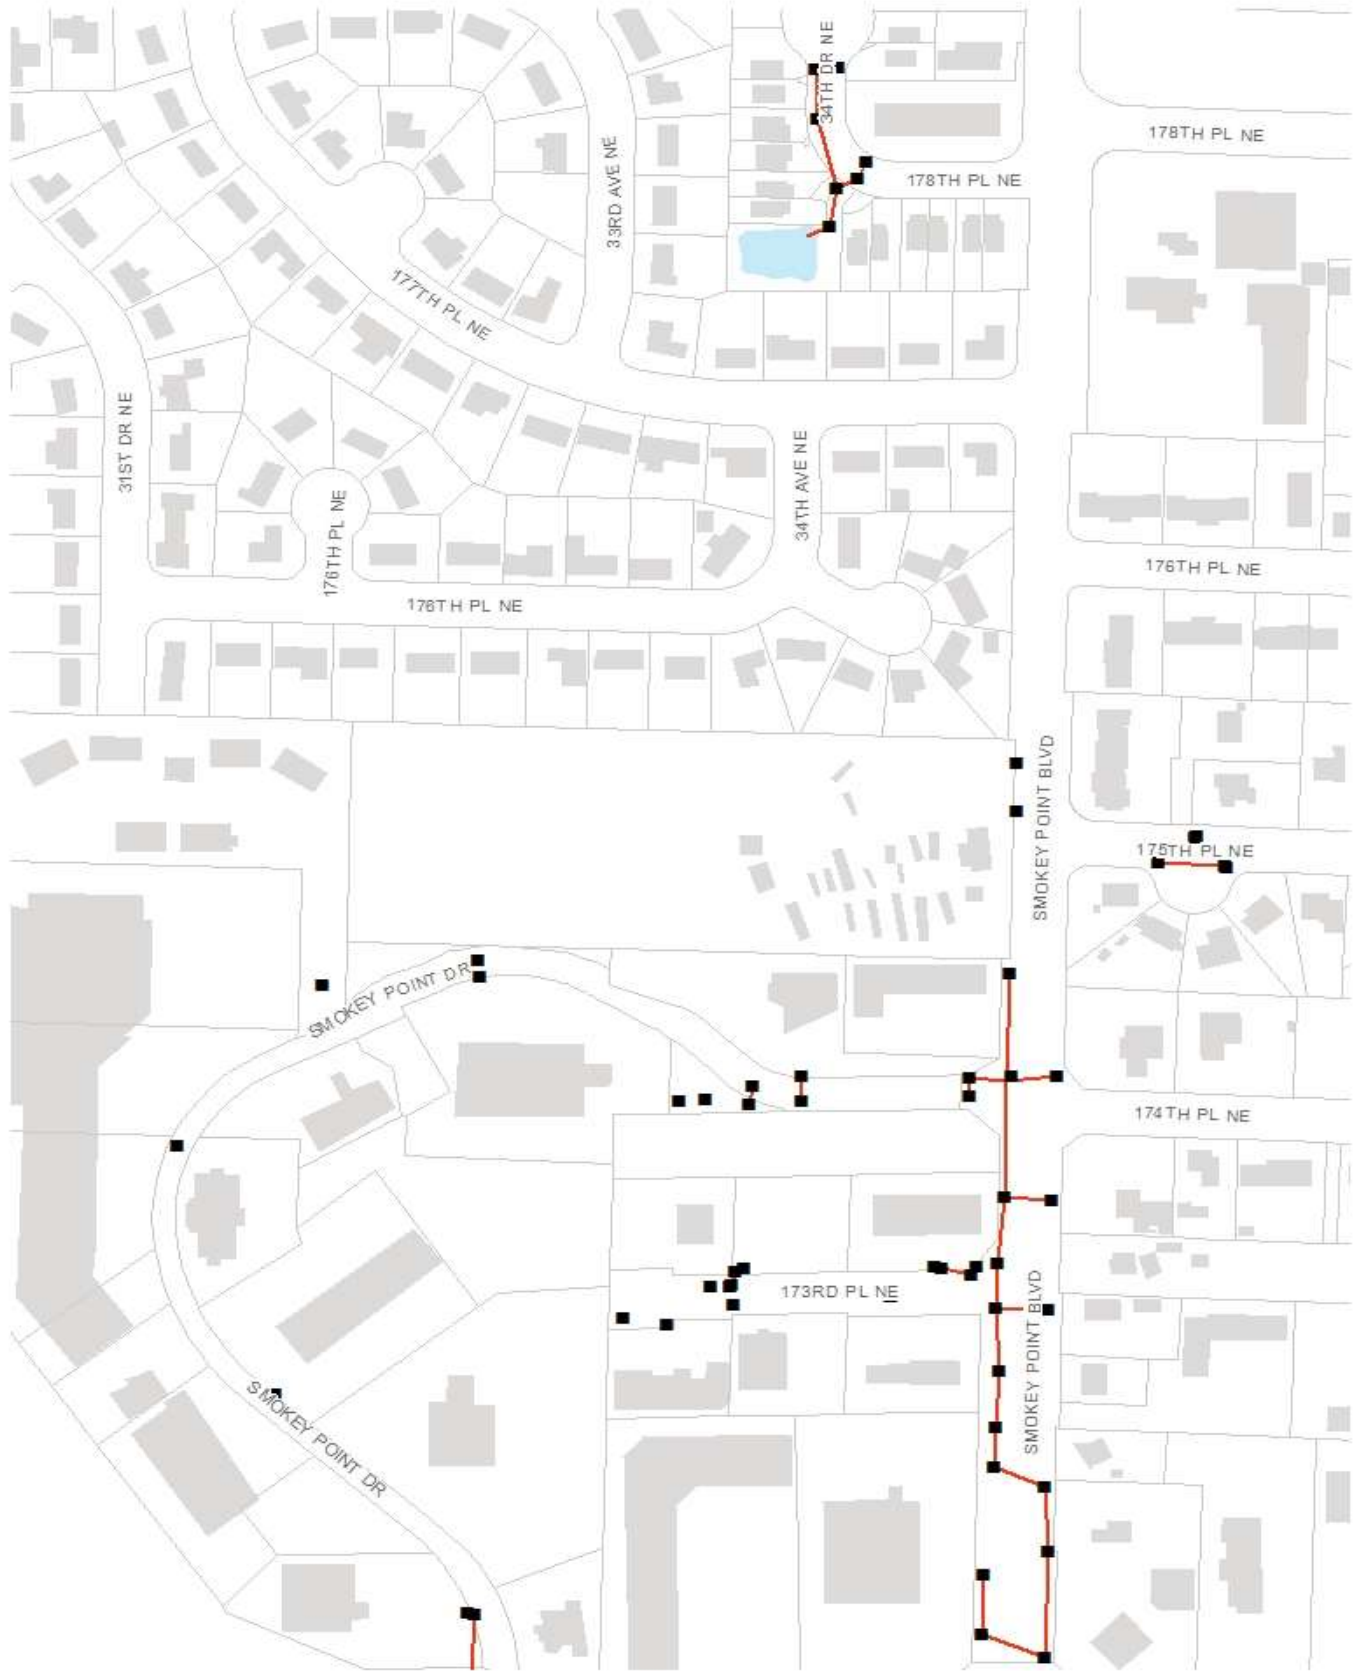 34TH DR NE
178TH PL NE
178TH PL NE
33RD AVE NE
177TH PL NE
31ST DR NE
34TH AVE NE
176TH PL NE
176TH PL NE
176TH PL NE
SMOKEY POINT BLVD
175TH PL NE
SMOKEY POINT DR
174TH PL NE
173RD PL NE
SMOKEY POINT BLVD
SMOKEY POINT DR